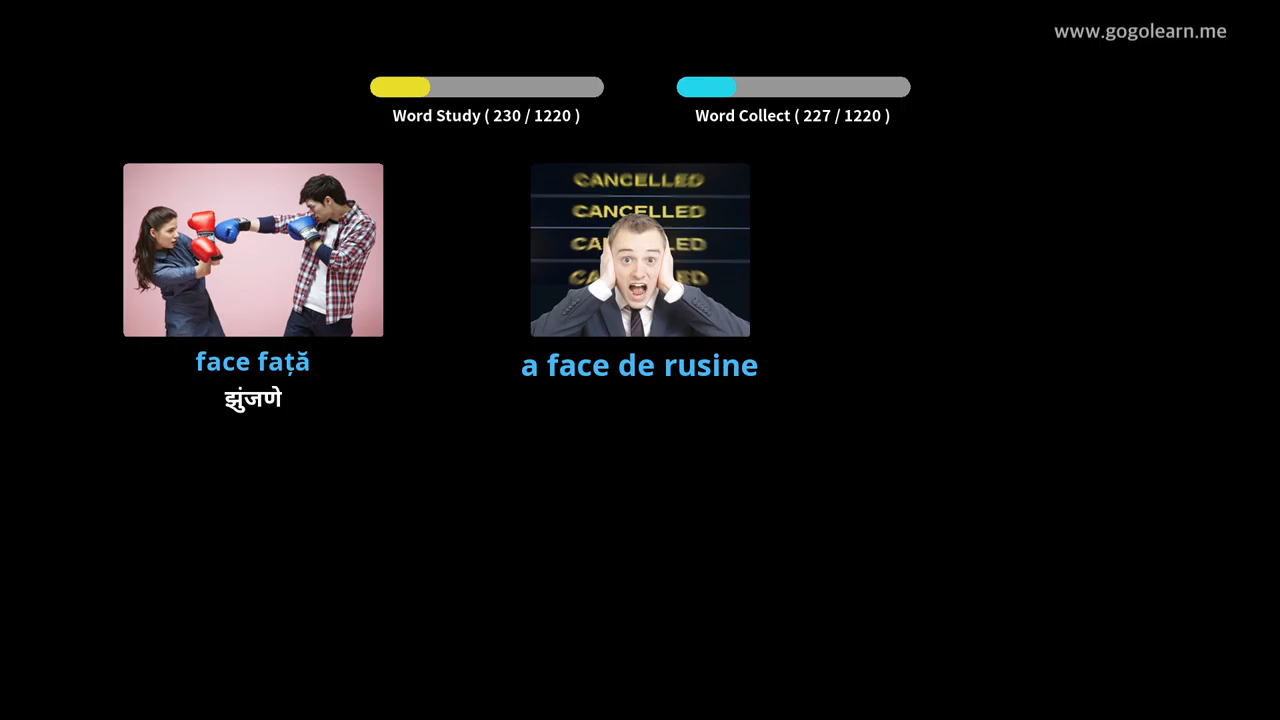 www.gogolearn.me
Word Study ( 230 / 1220 )
Word Collect ( 227 / 1220 )
CANCELLED
CANCELLED
face față
झुंजणे
a face de rusine